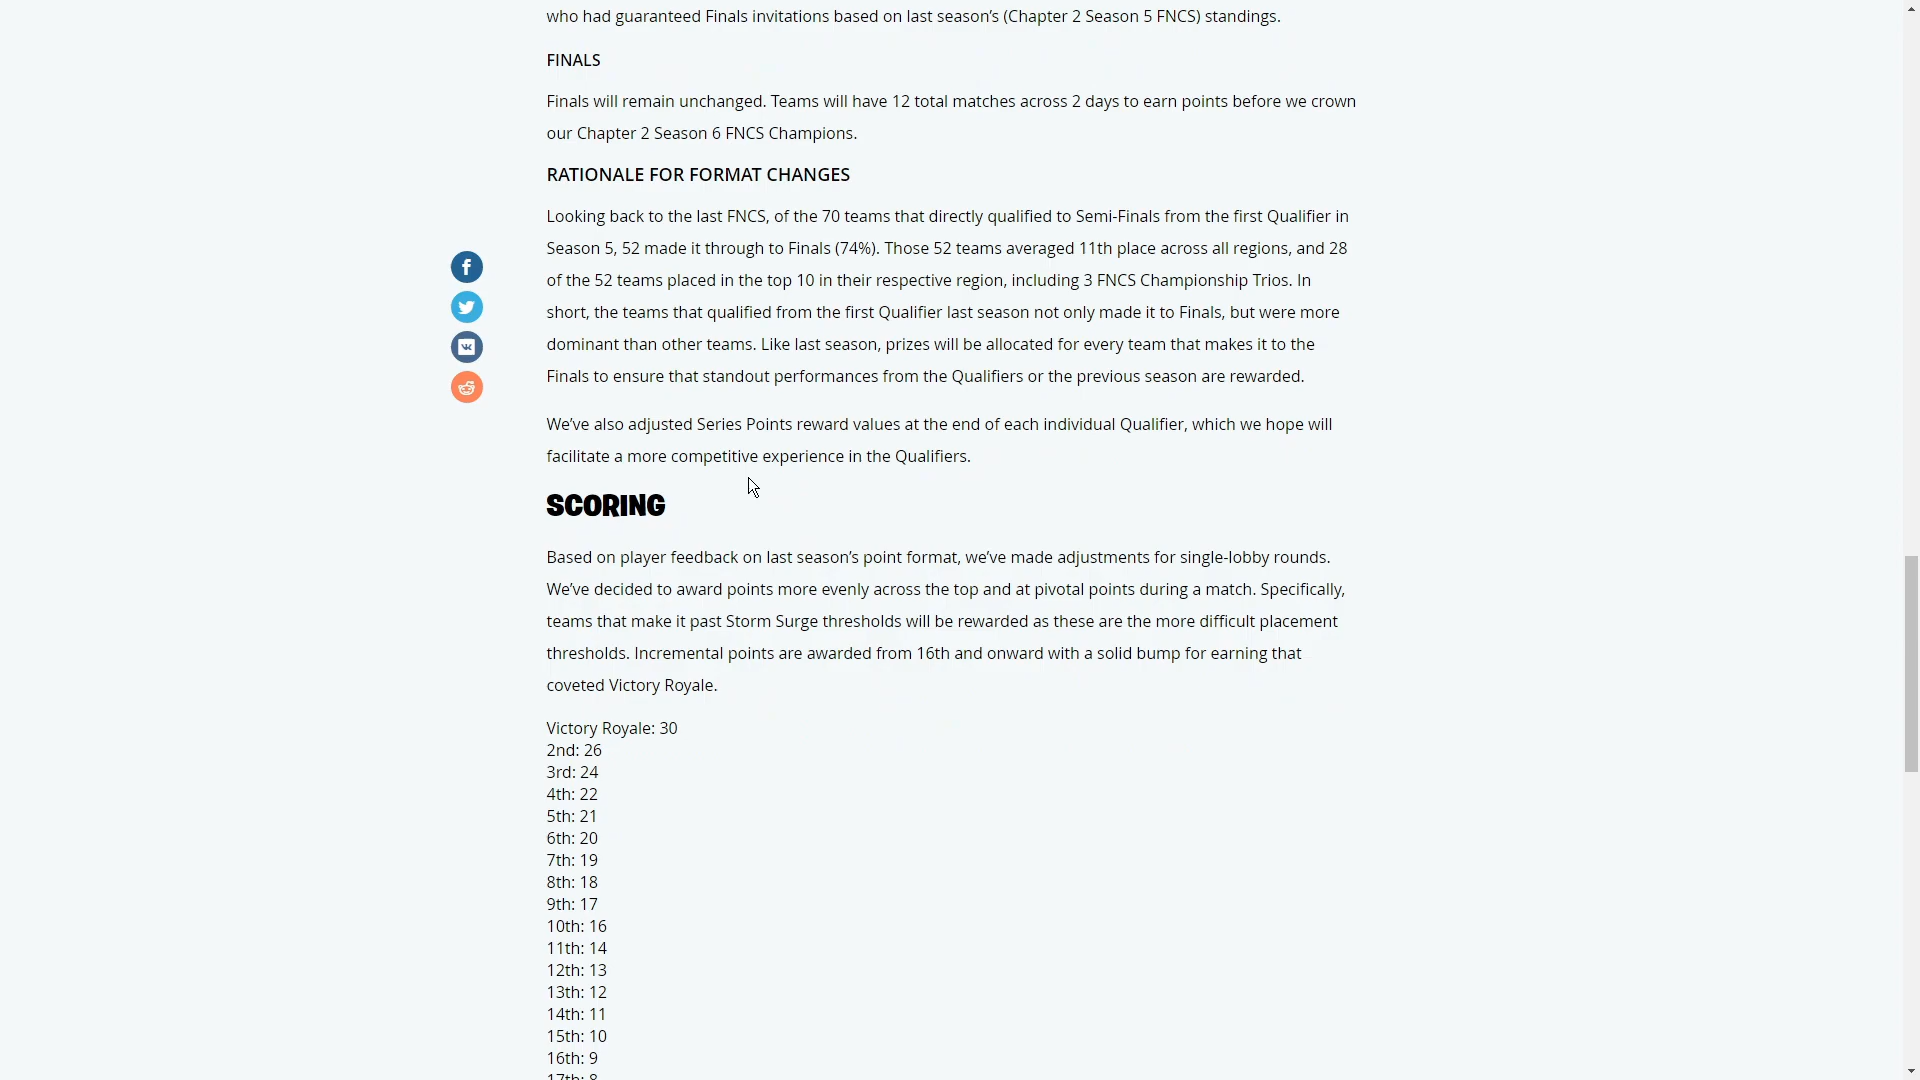 who had guaranteed Finals invitations based on last season’s (Chapter 2 Season 5 FNCS) standings.
FINALS
Finals will remain unchanged. Teams will have 12 total matches across 2 days to earn points before we crown
our Chapter 2 Season 6 FNCS Champions.
RATIONALE FOR FORMAT CHANGES
Looking back to the last FNCS, of the 70 teams that directly qualified to Semi-Finals from the first Qualifier in
Season 5, 52 made it through to Finals (74%). Those 52 teams averaged 11th place across all regions, and 28
of the 52 teams placed in the top 10 in their respective region, including 3 FNCS Championship Trios. In
short, the teams that qualified from the first Qualifier last season not only made it to Finals, but were more
dominant than other teams. Like last season, prizes will be allocated for every team that makes it to the
Finals to ensure that standout performances from the Qualifiers or the previous season are rewarded.
We’ve also adjusted Series Points reward values at the end of each individual Qualifier, which we hope will
facilitate a more competitive experience in the Qualifiers.
SCORING
Based on player feedback on last season’s point format, we’ve made adjustments for single-lobby rounds.
We’ve decided to award points more evenly across the top and at pivotal points during a match. Specifically,
teams that make it past Storm Surge thresholds will be rewarded as these are the more difficult placement
thresholds. Incremental points are awarded from 16th and onward with a solid bump for earning that
coveted Victory Royale.
Victory Royale: 30
2nd: 26
3rd: 24
4th: 22
5th: 21
6th: 20
7th: 19
8th: 18
9th: 17
10th: 16
11th: 14
12th: 13
13th: 12
14th: 11
15th: 10
16th: 9
17th: 8